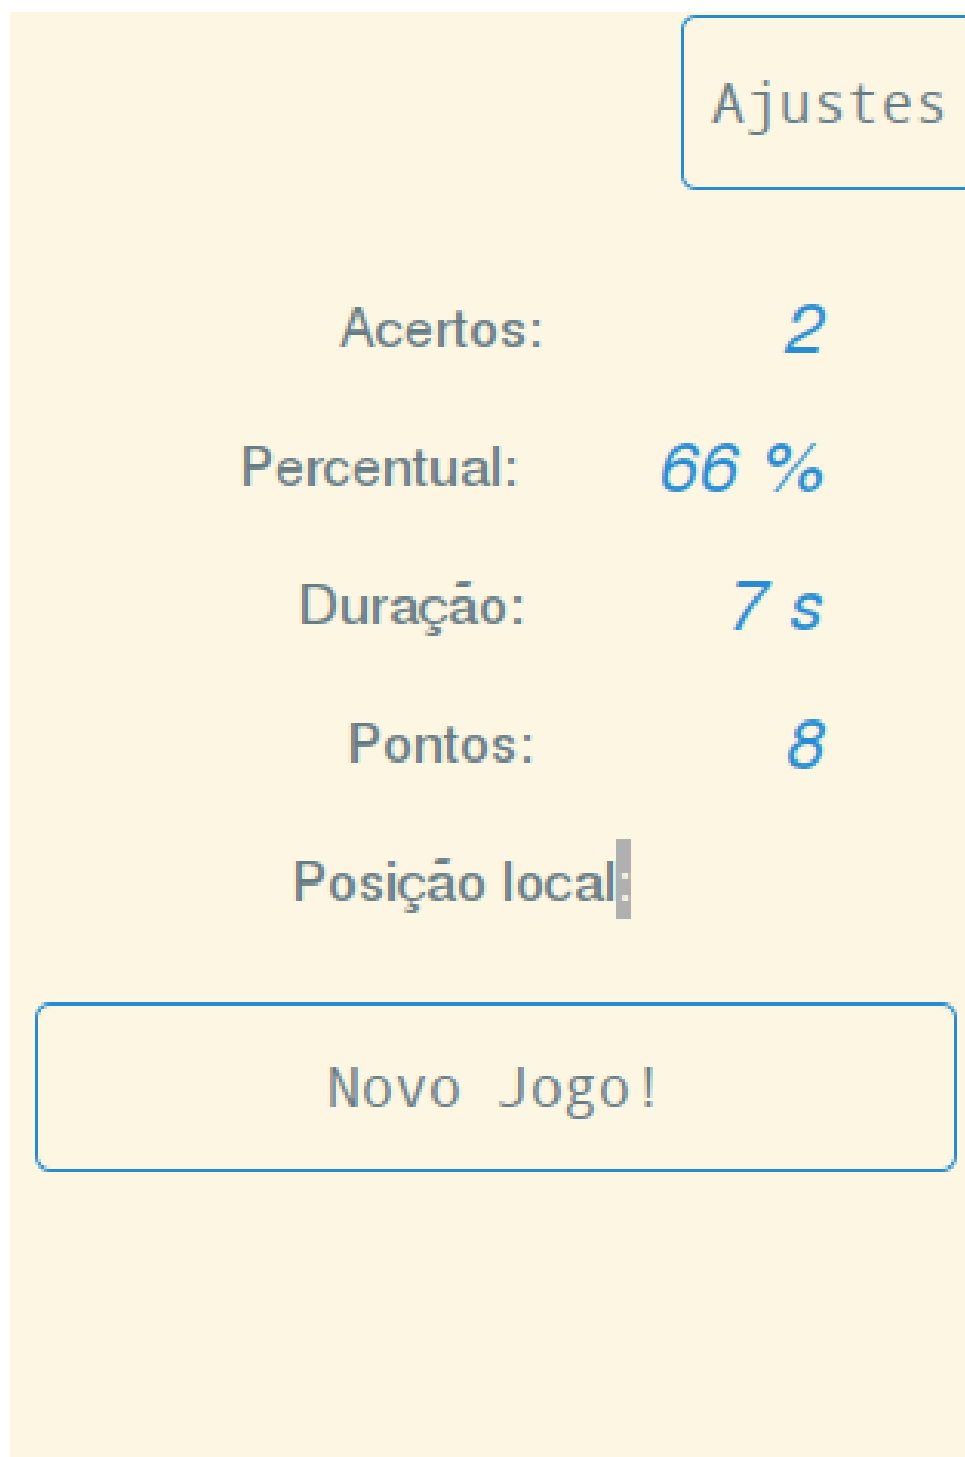 Ajustes
Acertos: 2
Percentual: 66 %
Duração: 7 s
Pontos: 8
Posição local:
Novo Jogo!